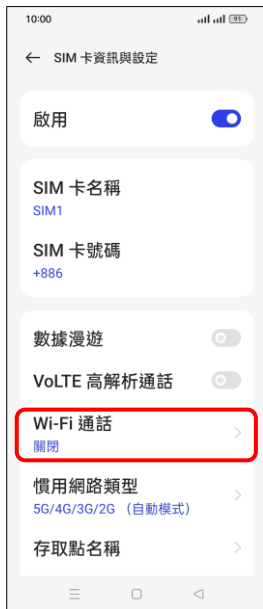 10:00
91
SIM 卡資訊與設定
啟用
SIM 卡名稱
SIM1
SIM 卡號碼
+886
數據漫遊
VoLTE 高解析通話
Wi-Fi 通話
關閉
慣用網路類型
5G/4G/3G/2G （自動模式）
存取點名稱